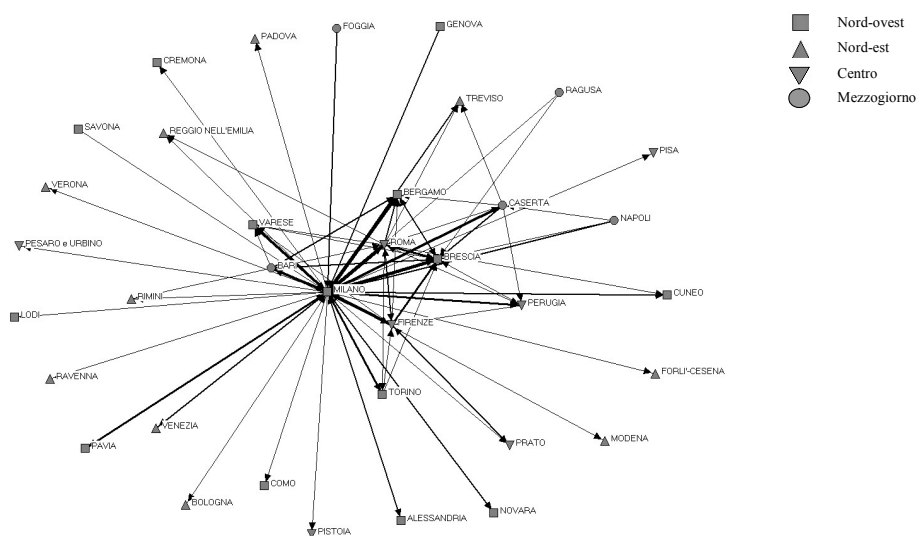 FOGGIA
GENOVA
PADOVA
CREMONA
TREVISO
RAGUSA
SAVONA
REGGIO NELL'EMILIA
PISA
VERONA
BERGAMO
CASERTA
NAPOLI
VARESE
PESARO e URBINO
ROMA
BRESCIA
BARI
MILANO
CUNEO
RIMINI
PERUGIA
LODI
FIRENZE
RAVENNA
FORLI'-CESENA
TORINO
VENEZIA
PAVIA
PRATO
MODENA
COMO
BOLOGNA
ALESSANDRIA
NOVARA
PISTOIA
Nord-ovest
Nord-est
Centro
Mezzogiorno